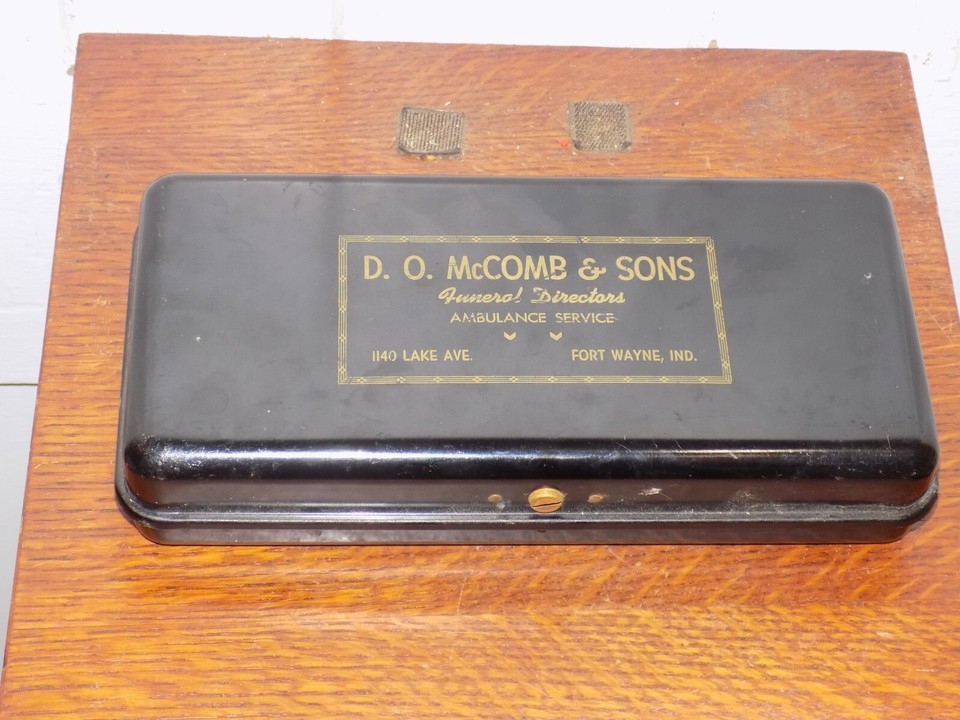 D. O. McCOMB & SONS
Funeral Directors
AMBULANCE SERVICE
1140 LAKE AVE. FORT WAYNE, IND.